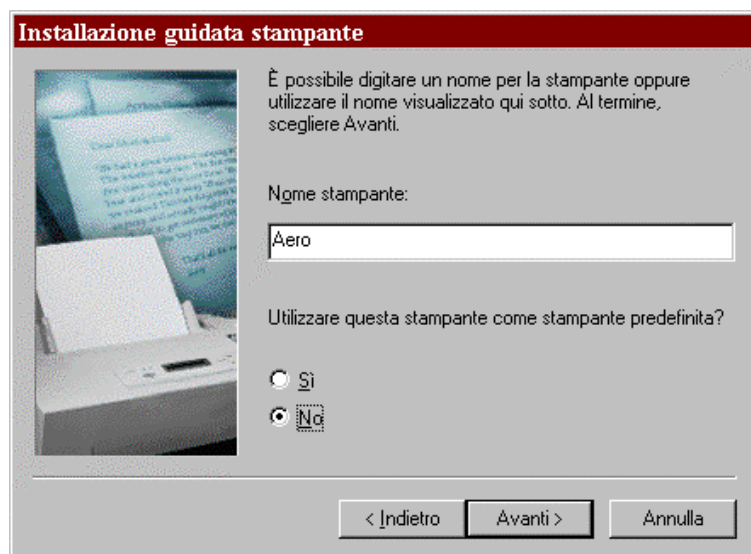 Installazione guidata stampante
È possibile digitare un nome per la stampante oppure
utilizzare il nome visualizzato qui sotto. Al termine,
scegliere Avanti.
Nome stampante:
Aero
Utilizzare questa stampante come stampante predefinita?
Sì
No
< Indietro
Avanti >
Annulla